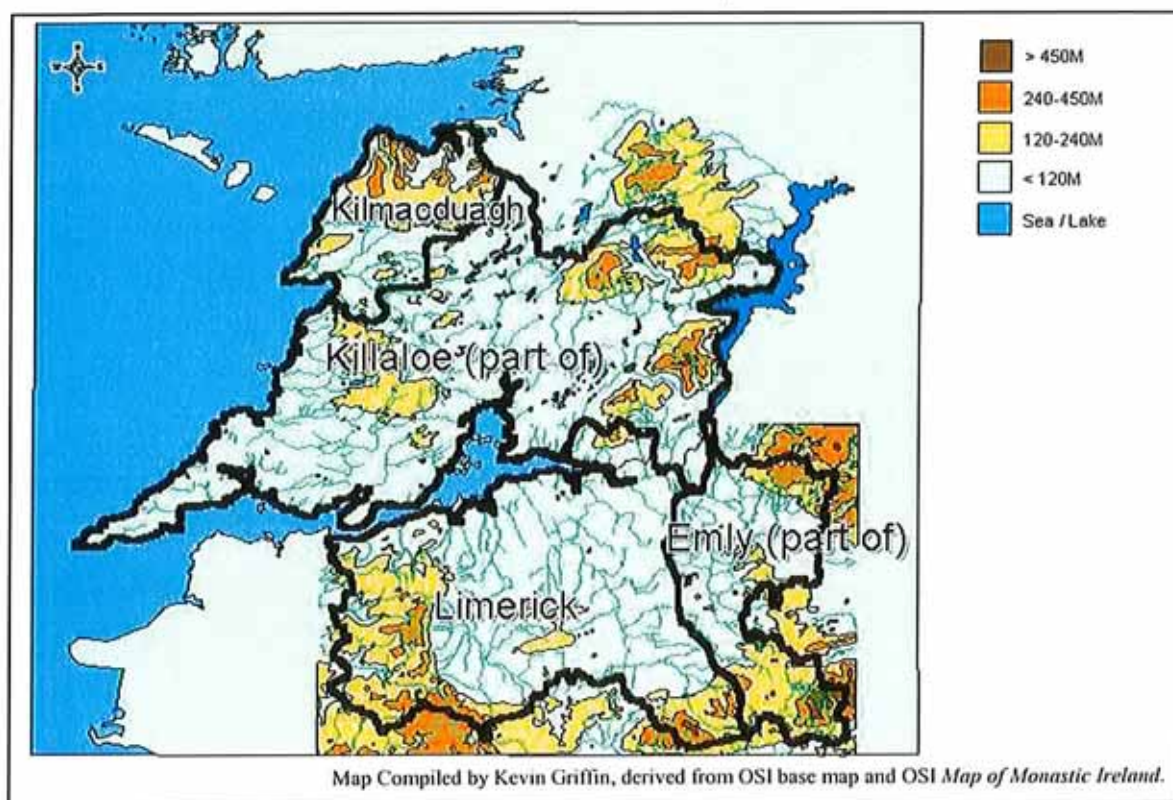 > 450M
240-450M
120-240M
< 120M
Sea / Lake
Kilmacduagh
Killaloe (part of)
Emly (part of)
Limerick
Map Compiled by Kevin Griffin, derived from OSI base map and OSI Map of Monastic Ireland.